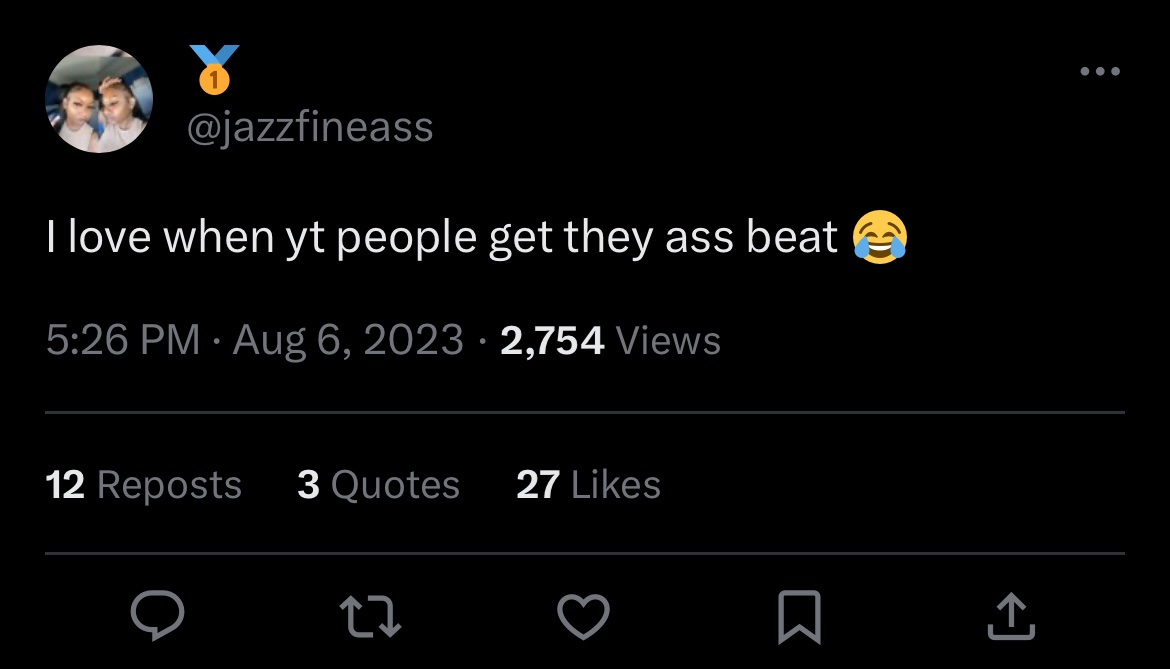 🥇
@jazzfineass
I love when yt people get they ass beat 😂
5:26 PM · Aug 6, 2023 · 2,754 Views
12 Reposts 3 Quotes 27 Likes